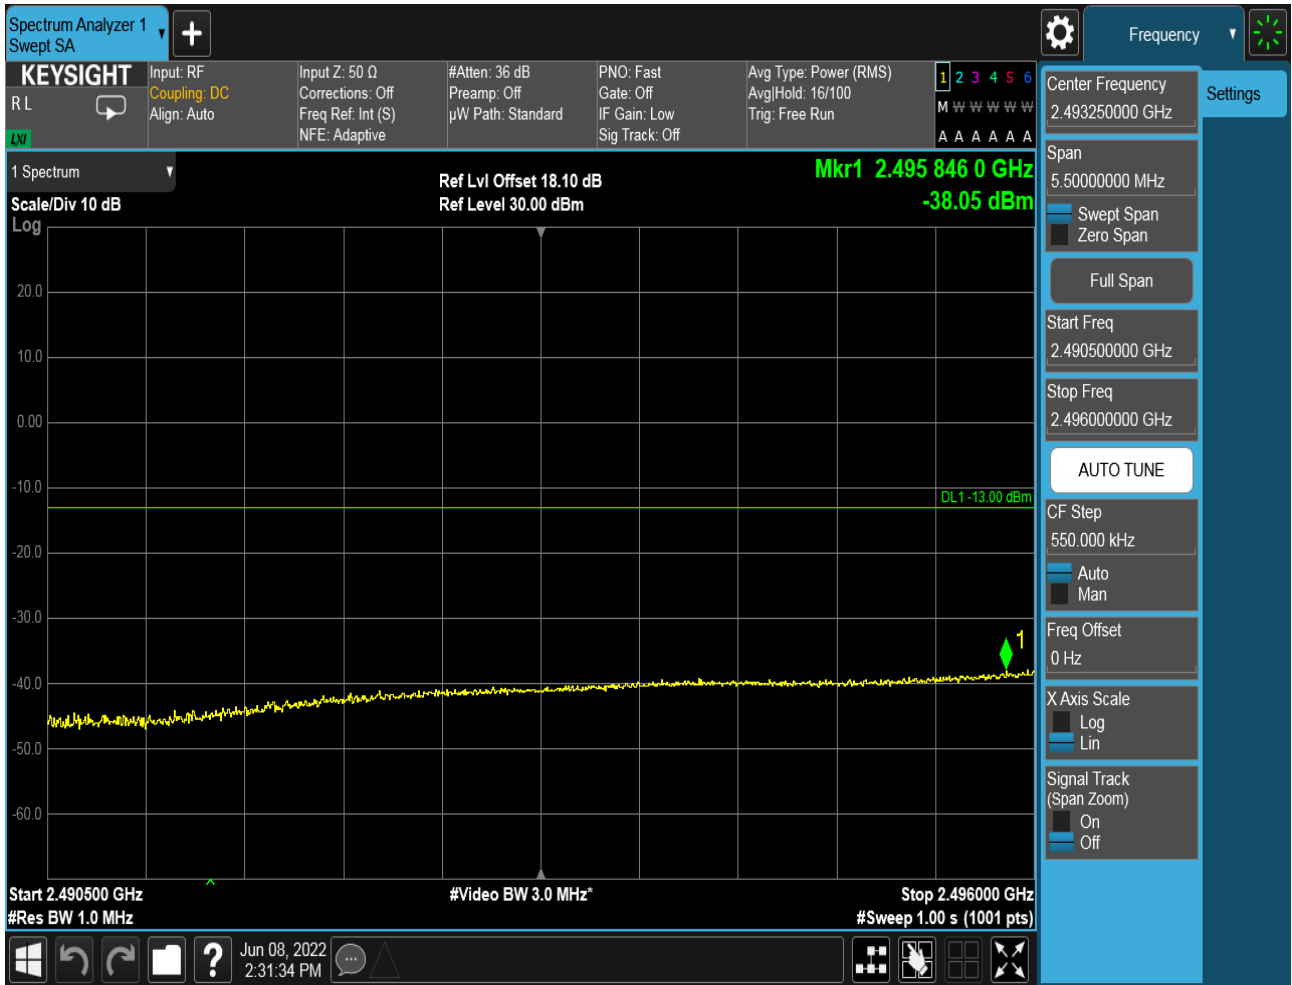 Spectrum Analyzer 1
Swept SA
Frequency
KEYSIGHT
R L
LXI
Input: RF
Coupling: DC
Align: Auto
Input Z: 50 Ω
Corrections: Off
Freq Ref: Int (S)
NFE: Adaptive
#Atten: 36 dB
Preamp: Off
µW Path: Standard
PNO: Fast
Gate: Off
IF Gain: Low
Sig Track: Off
Avg Type: Power (RMS)
Avg|Hold: 16/100
Trig: Free Run
1 2 3 4 5 6
M W W W W W
A A A A A A
1 Spectrum
Scale/Div 10 dB
Log
Ref Lvl Offset 18.10 dB
Ref Level 30.00 dBm
Mkr1 2.495 846 0 GHz
-38.05 dBm
20.0
10.0
0.00
-10.0
DL1 -13.00 dBm
-20.0
-30.0
1
-40.0
-50.0
-60.0
Start 2.490500 GHz
#Res BW 1.0 MHz
#Video BW 3.0 MHz*
Stop 2.496000 GHz
#Sweep 1.00 s (1001 pts)
?
Jun 08, 2022
2:31:34 PM
Center Frequency
2.493250000 GHz
Settings
Span
5.50000000 MHz
Swept Span
Zero Span
Full Span
Start Freq
2.490500000 GHz
Stop Freq
2.496000000 GHz
AUTO TUNE
CF Step
550.000 kHz
Auto
Man
Freq Offset
0 Hz
X Axis Scale
Log
Lin
Signal Track
(Span Zoom)
On
Off